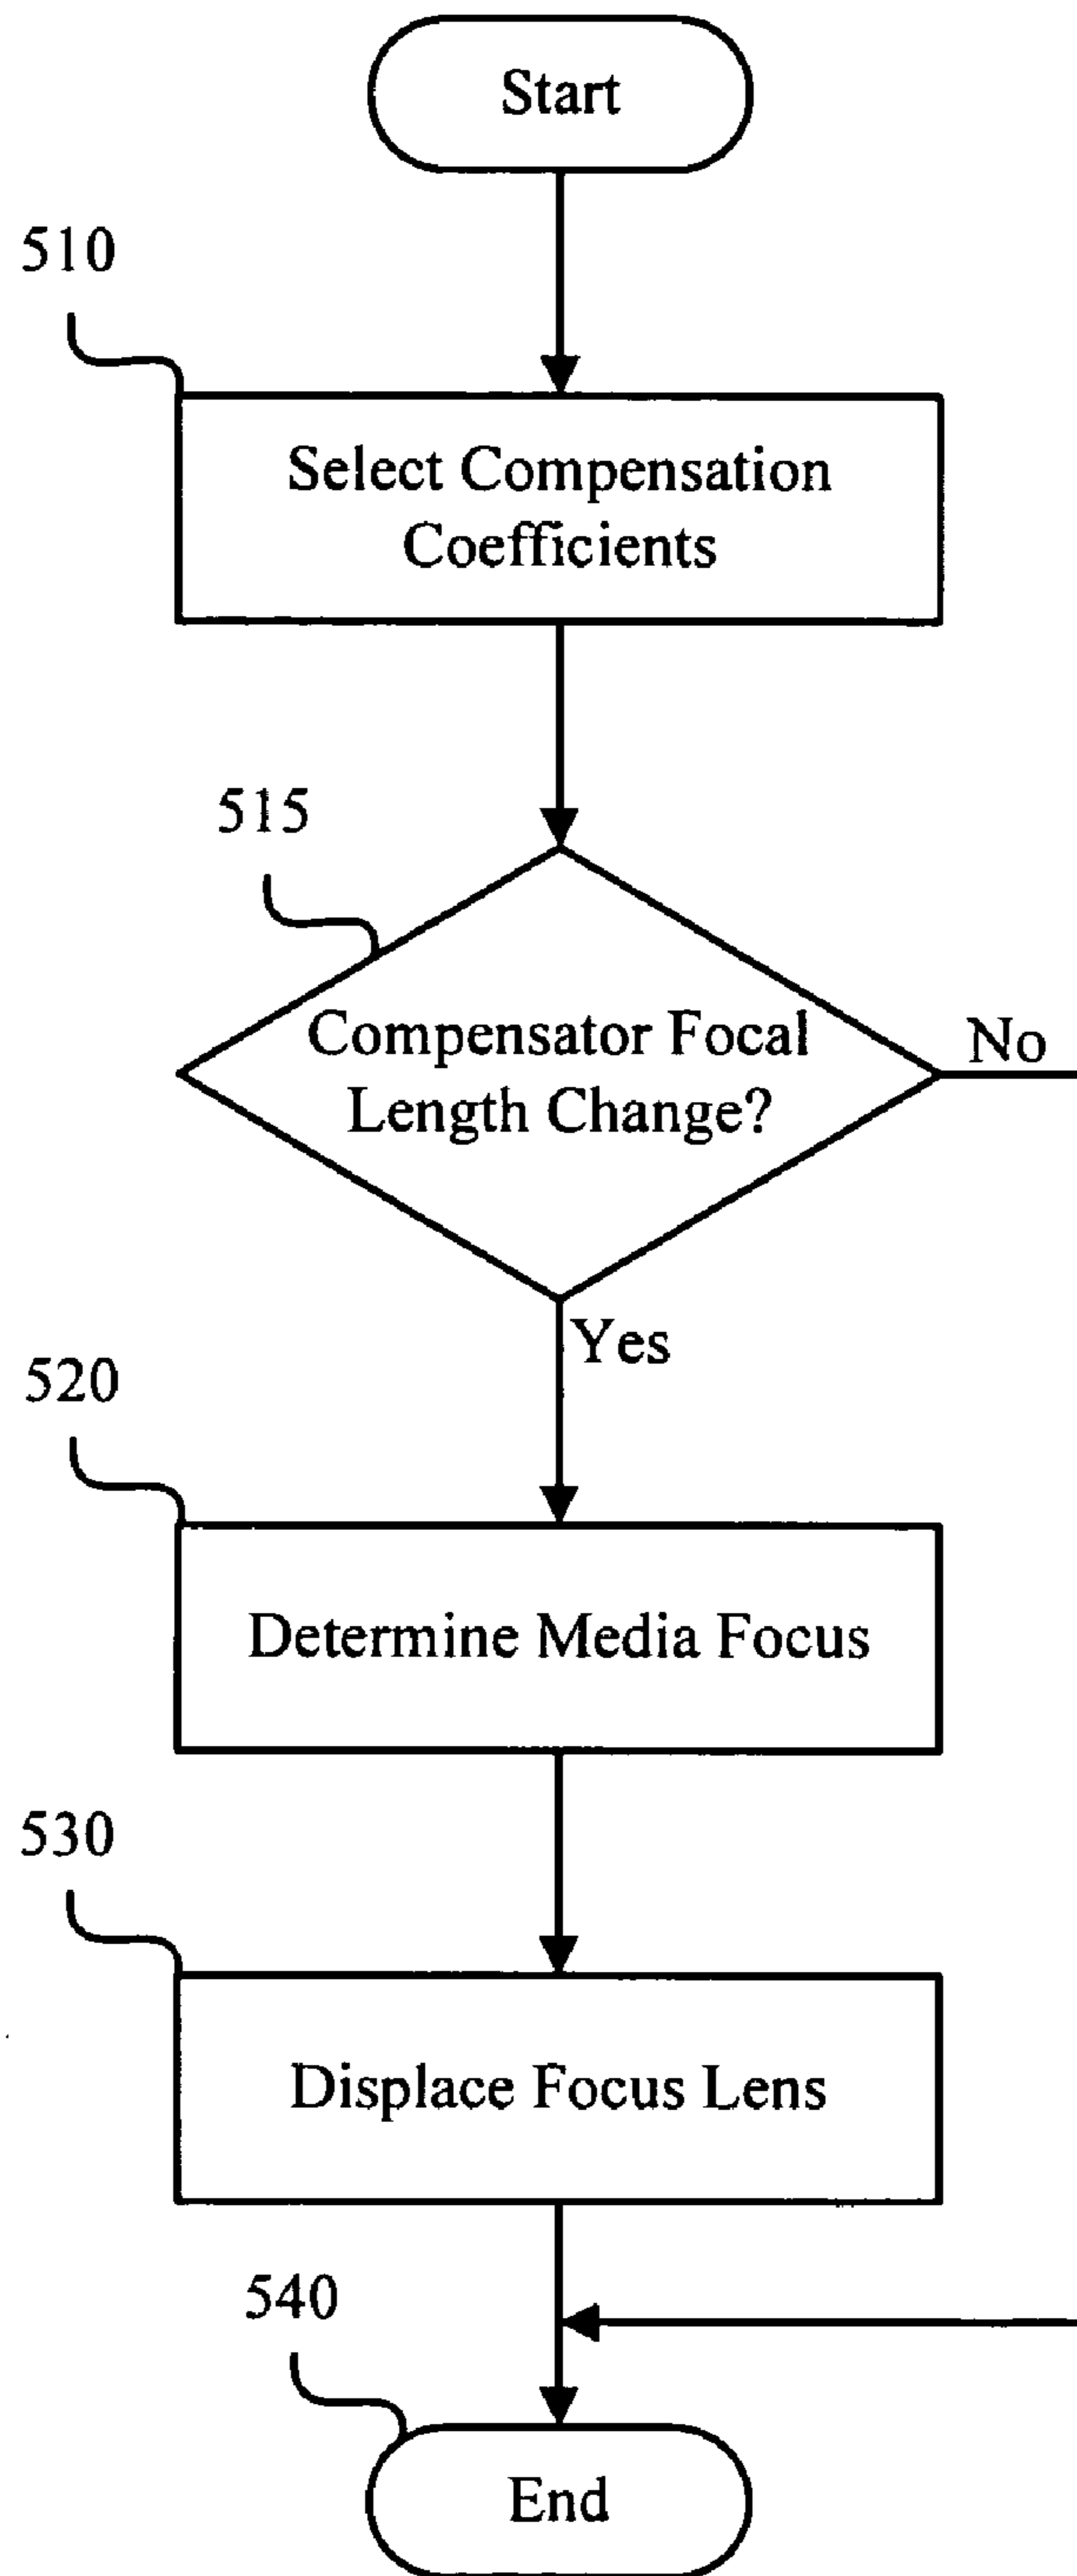 Start
510
Select Compensation
Coefficients
515
Compensator Focal
Length Change?
No
Yes
520
Determine Media Focus
530
Displace Focus Lens
540
End